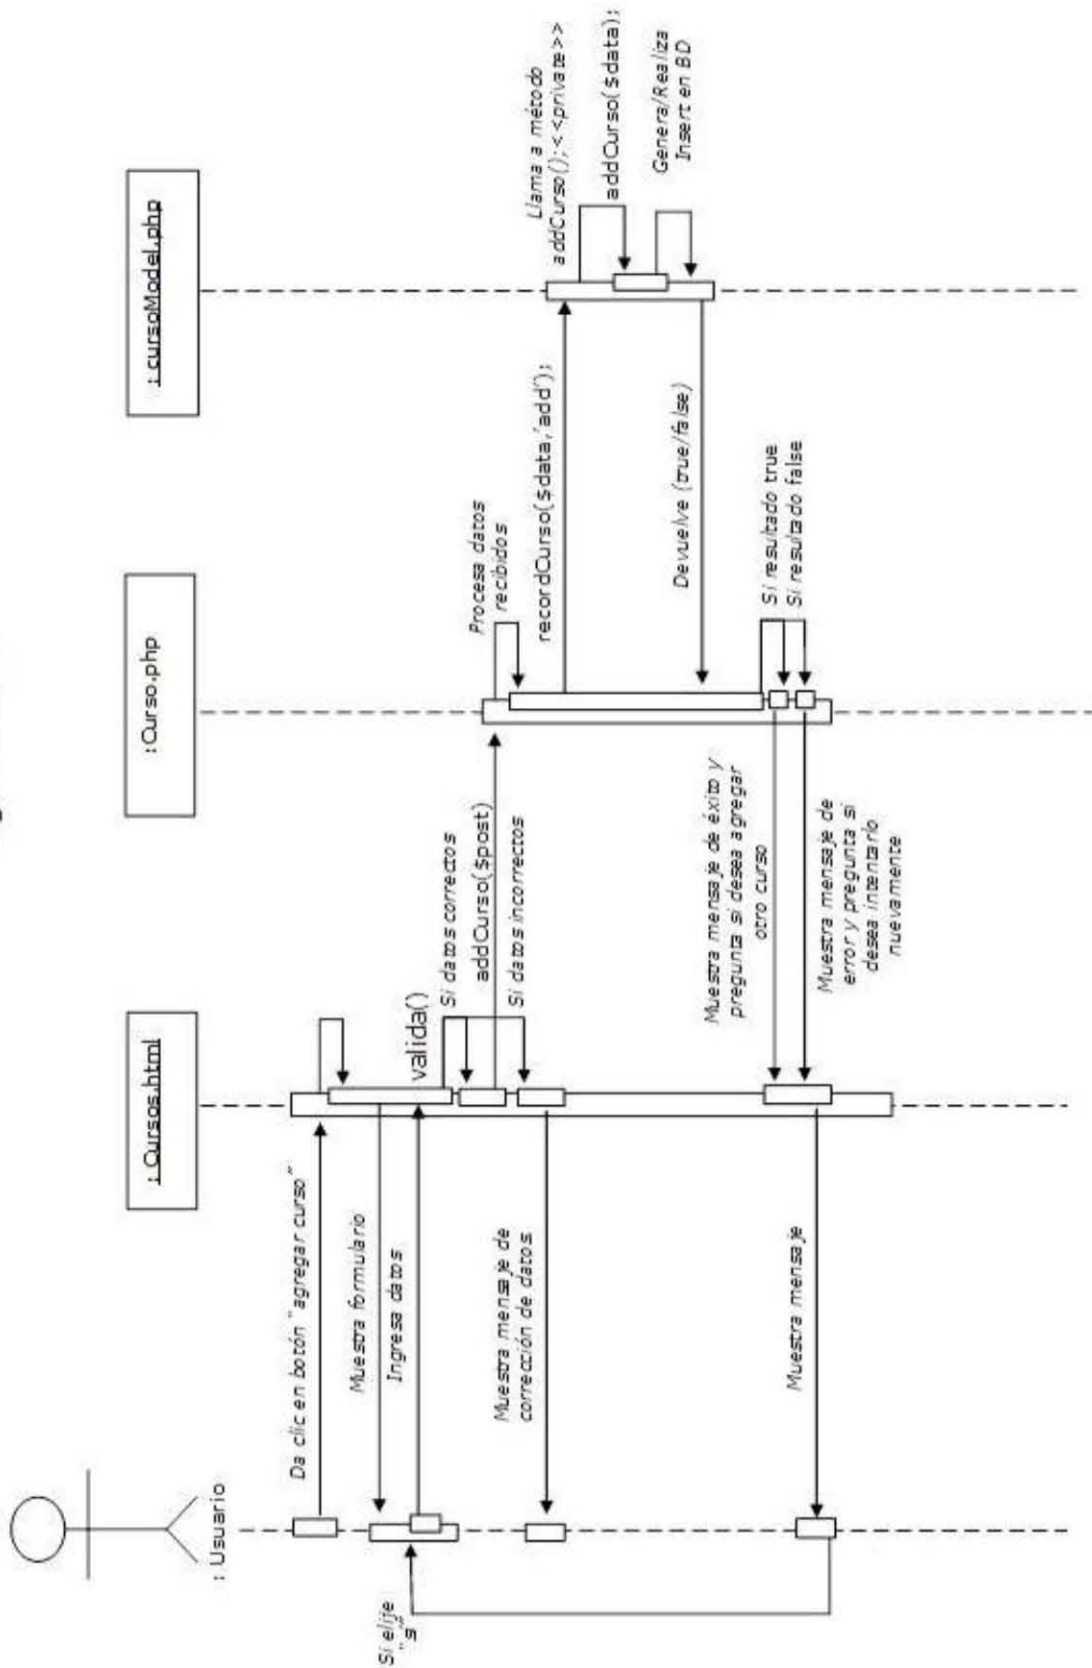 : Usuario
: Cursos.html
:Curso.php
: cursoModel.php
Da clic en botón "agregar curso"
Muestra formulario
Ingresa datos
Si elije
"si"
valida()
Si datos correctos
addCurso($post)
Si datos incorrectos
Muestra mensaje de
corrección de datos
Procesa datos
recibidos
recordCurso($data,'add');
Llama a método
addCurso();<<private>>
addCurso($data);
Genera/Realiza
Insert en BD
Devuelve (true/false)
Si resultado true
Si resultado false
Muestra mensaje de éxito y
pregunta si desea agregar
otro curso
Muestra mensaje de
error y pregunta si
desea intentarlo
nuevamente
Muestra mensaje